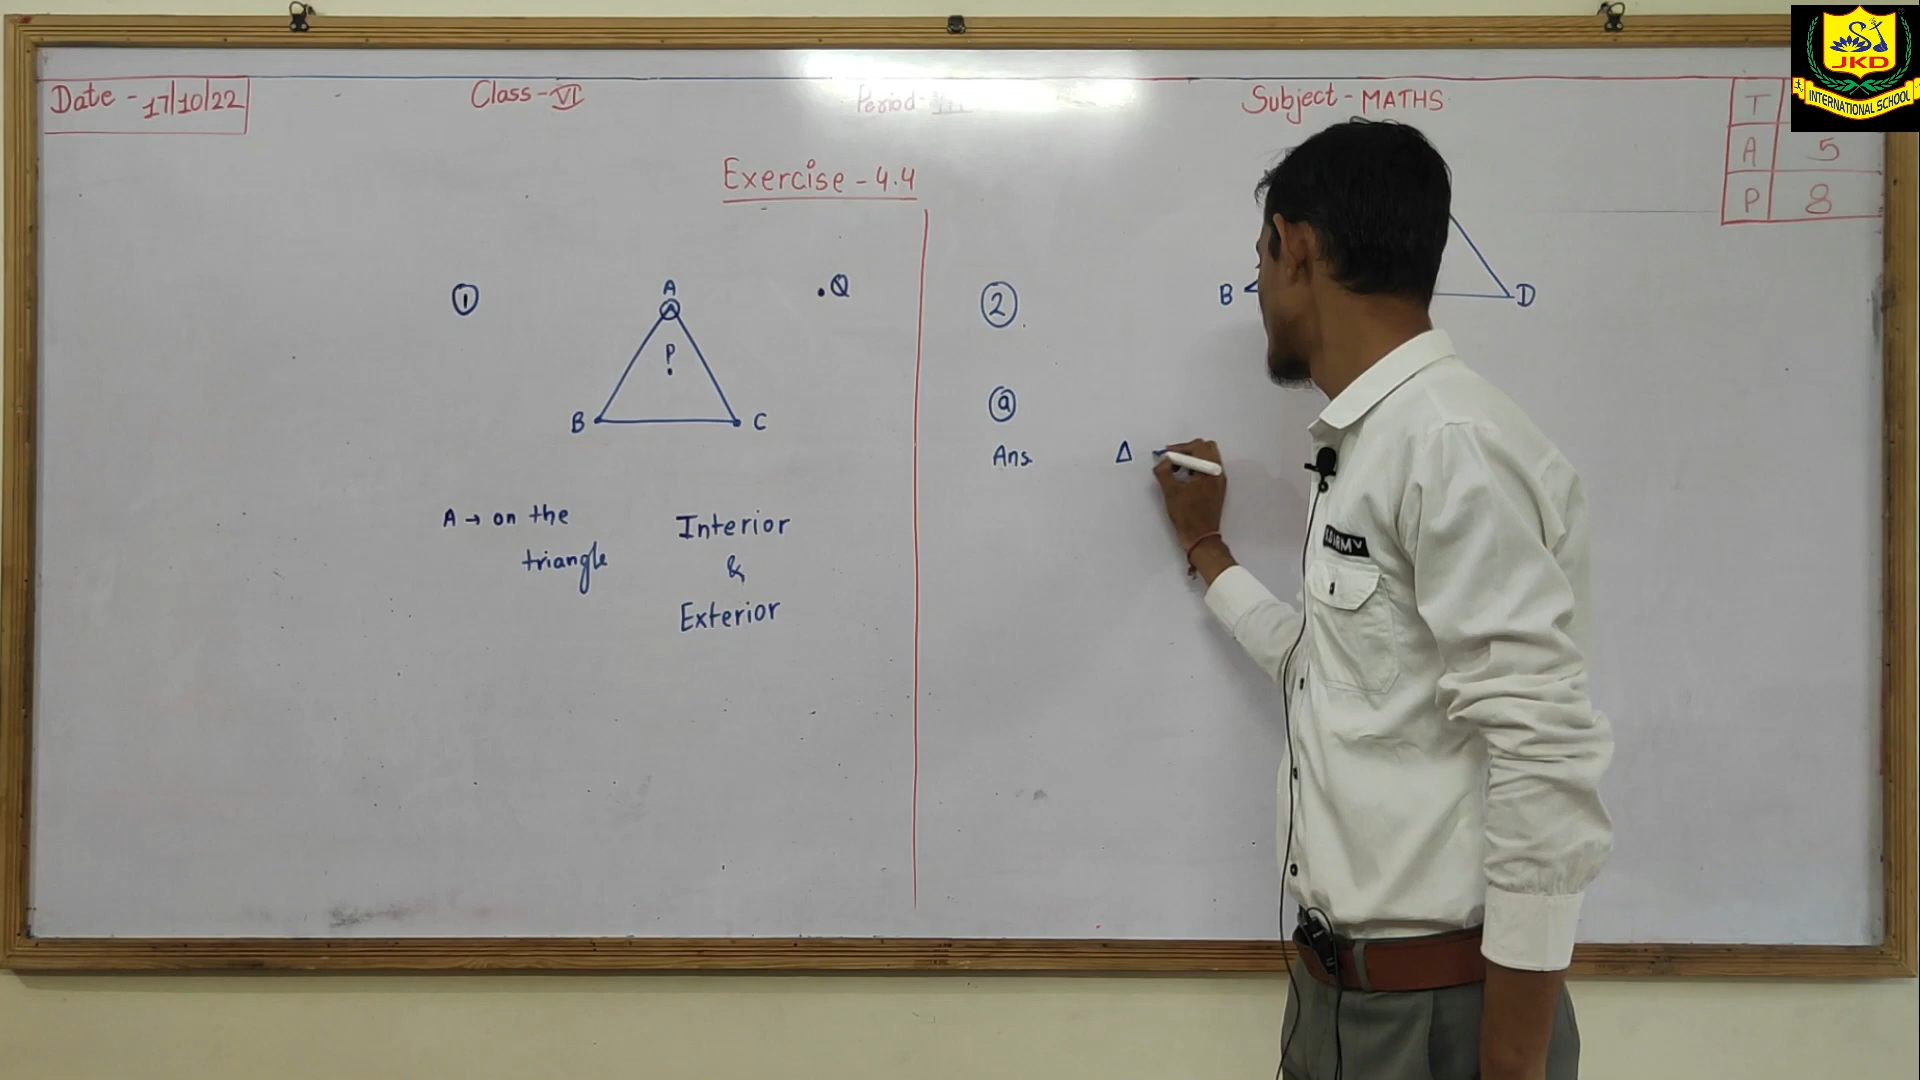 Date - 17/10/22
Class - VI
Period -
Subject - MATHS
T
A 5
P 8
JKD
INTERNATIONAL SCHOOL
Exercise - 4.4
①
A
.Q
P
B
C
A → on the
triangle
Interior
&
Exterior
②
B
D
ⓐ
Ans
Δ